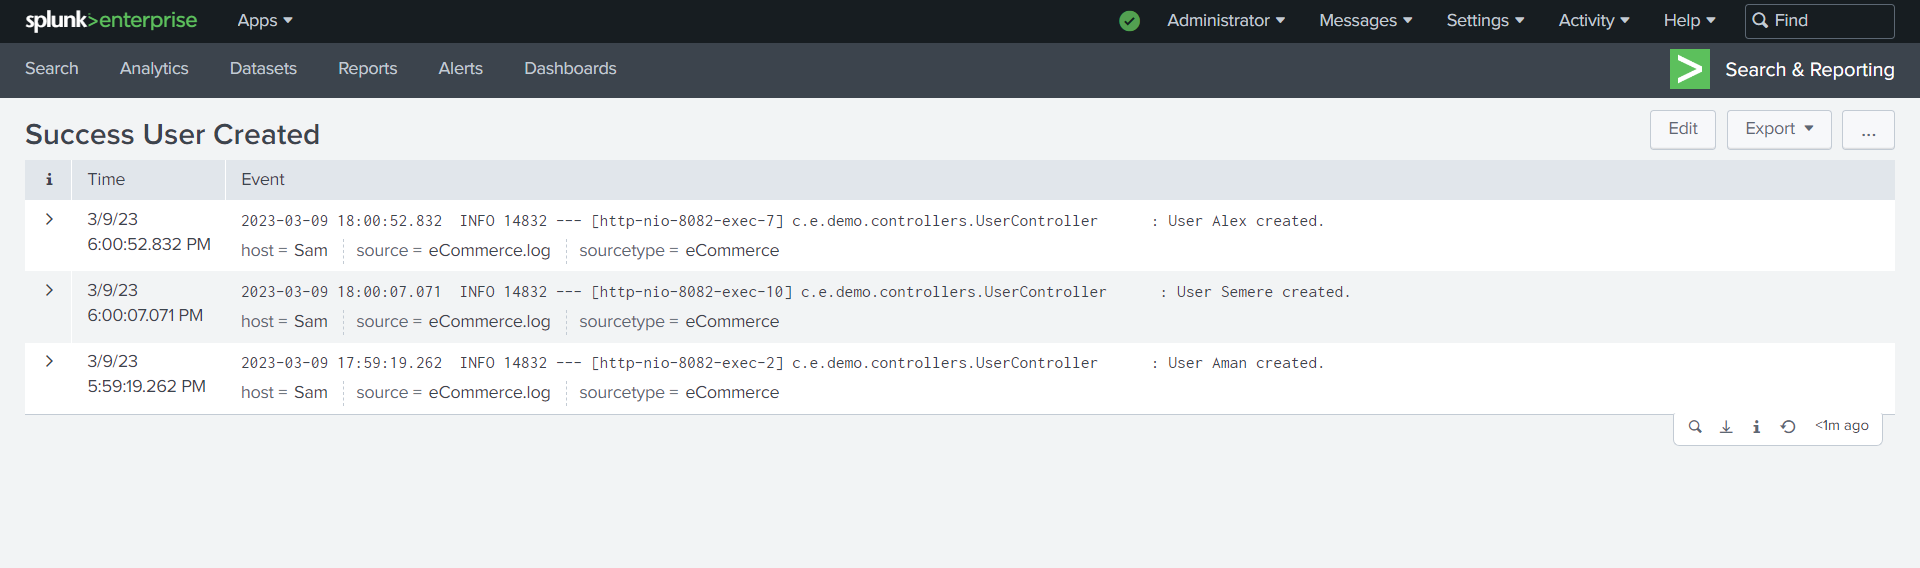 splunk>enterprise Apps Administrator Messages Settings Activity Help Find
Search Analytics Datasets Reports Alerts Dashboards Search & Reporting
Success User Created Edit Export ...
i Time Event
3/9/23 2023-03-09 18:00:52.832  INFO 14832 --- [http-nio-8082-exec-7] c.e.demo.controllers.UserController      : User Alex created.
6:00:52.832 PM host = Sam source = eCommerce.log sourcetype = eCommerce
3/9/23 2023-03-09 18:00:07.071  INFO 14832 --- [http-nio-8082-exec-10] c.e.demo.controllers.UserController      : User Semere created.
6:00:07.071 PM host = Sam source = eCommerce.log sourcetype = eCommerce
3/9/23 2023-03-09 17:59:19.262  INFO 14832 --- [http-nio-8082-exec-2] c.e.demo.controllers.UserController      : User Aman created.
5:59:19.262 PM host = Sam source = eCommerce.log sourcetype = eCommerce
i <1m ago